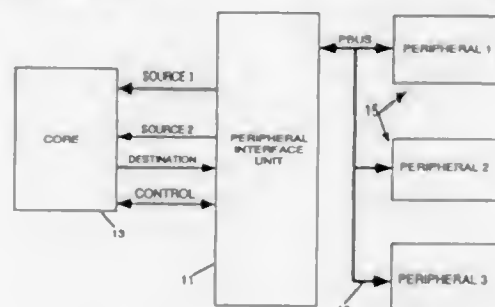 PBUS
PERIPHERAL 1
SOURCE 1
15
CORE
SOURCE 2
PERIPHERAL
INTERFACE
UNIT
DESTINATION
PERIPHERAL 2
CONTROL
13
11
PERIPHERAL 3